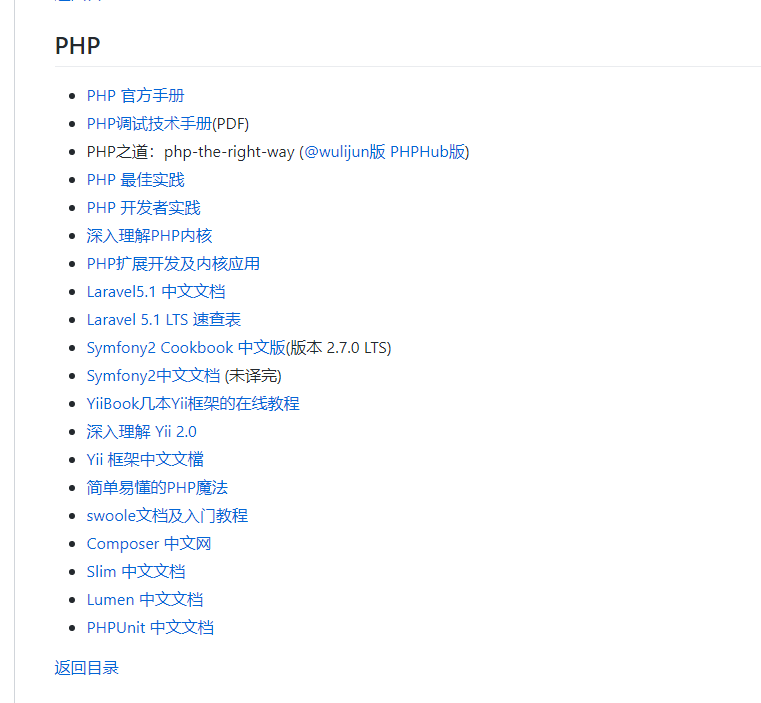 PHP
PHP 官方手册
PHP调试技术手册(PDF)
PHP之道：php-the-right-way (@wulijun版 PHPHub版)
PHP 最佳实践
PHP 开发者实践
深入理解PHP内核
PHP扩展开发及内核应用
Laravel5.1 中文文档
Laravel 5.1 LTS 速查表
Symfony2 Cookbook 中文版(版本 2.7.0 LTS)
Symfony2中文文档 (未译完)
YiiBook几本Yii框架的在线教程
深入理解 Yii 2.0
Yii 框架中文文檔
简单易懂的PHP魔法
swoole文档及入门教程
Composer 中文网
Slim 中文文档
Lumen 中文文档
PHPUnit 中文文档
返回目录